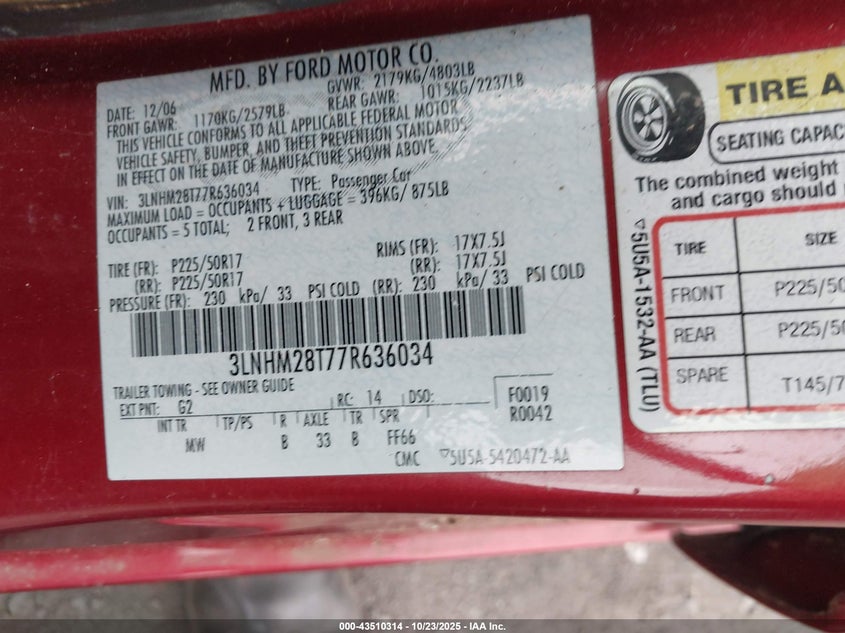 MFD. BY FORD MOTOR CO.
DATE: 12/06 GVWR: 2179KG/4803LB
FRONT GAWR: 1170KG/2579LB REAR GAWR: 1015KG/2237LB
THIS VEHICLE CONFORMS TO ALL APPLICABLE FEDERAL MOTOR
VEHICLE SAFETY, BUMPER, AND THEFT PREVENTION STANDARDS
IN EFFECT ON THE DATE OF MANUFACTURE SHOWN ABOVE.
VIN: 3LNHM28T77R636034 TYPE: Passenger Car
MAXIMUM LOAD = OCCUPANTS + LUGGAGE = 396KG/ 875LB
OCCUPANTS = 5 TOTAL; 2 FRONT, 3 REAR
TIRE (FR): P225/50R17 RIMS (FR): 17X7.5J
(RR): P225/50R17 (RR): 17X7.5J
PRESSURE (FR): 230 kPa/ 33 PSI COLD (RR): 230 kPa/ 33 PSI COLD
3LNHM28T77R636034
TRAILER TOWING - SEE OWNER GUIDE
EXT PNT: G2 RC: 14 DSO: F0019
R0042
INT TR TP/PS R AXLE TR SPR
MW B 33 B FF66
CMC ▽5U5A-5420472-AA
TIRE A
SEATING CAPAC
The combined weight
and cargo should
▽5U5A-1532-AA (TLU)
TIRE SIZE
FRONT P225/50
REAR P225/50
SPARE T145/7
000-43510314 - 10/23/2025 - IAA Inc.